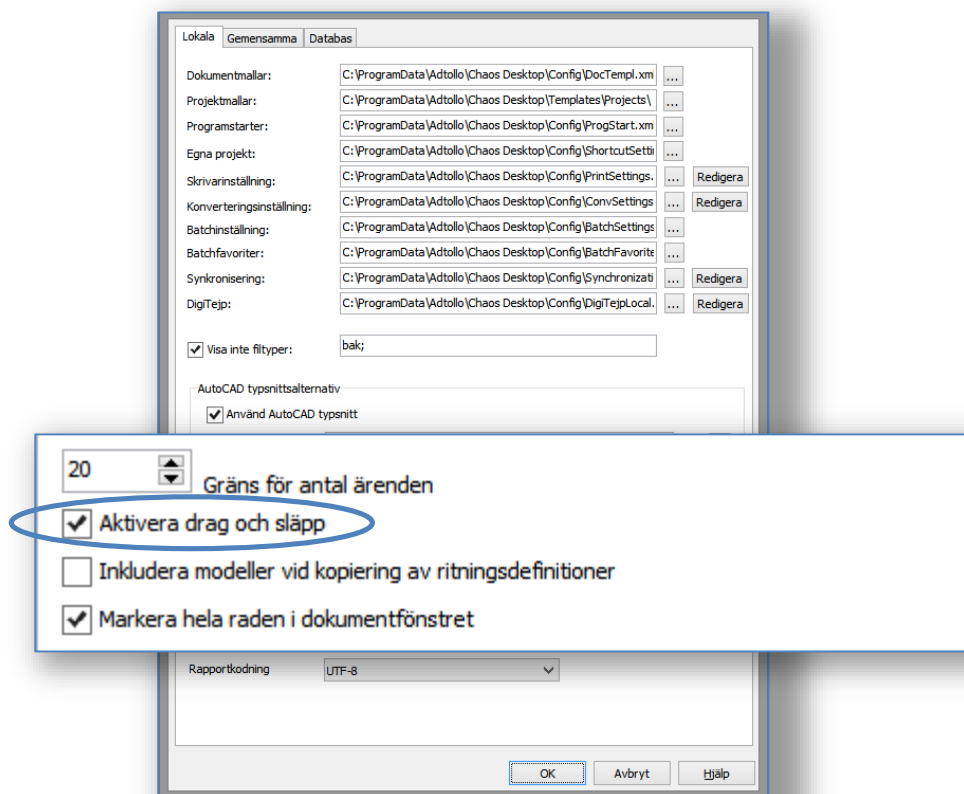 Lokala Gemensamma Databas
Dokumentmallar: C:\ProgramData\Adtollo\Chaos Desktop\Config\DocTempl.xm ...
Projektmallar: C:\ProgramData\Adtollo\Chaos Desktop\Templates\Projects\ ...
Programstarter: C:\ProgramData\Adtollo\Chaos Desktop\Config\ProgStart.xm ...
Egna projekt: C:\ProgramData\Adtollo\Chaos Desktop\Config\ShortcutSetti ...
Skrivarinställning: C:\ProgramData\Adtollo\Chaos Desktop\Config\PrintSettings. ... Redigera
Konverteringsinställning: C:\ProgramData\Adtollo\Chaos Desktop\Config\ConvSettings ... Redigera
Batchinställning: C:\ProgramData\Adtollo\Chaos Desktop\Config\BatchSettings ...
Batchfavoriter: C:\ProgramData\Adtollo\Chaos Desktop\Config\BatchFavorite ...
Synkronisering: C:\ProgramData\Adtollo\Chaos Desktop\Config\Synchronizati ... Redigera
DigiTejp: C:\ProgramData\Adtollo\Chaos Desktop\Config\DigiTejpLocal. ... Redigera
Visa inte filtyper: bak;
AutoCAD typsnittsalternativ
Använd AutoCAD typsnitt
20 Gräns för antal ärenden
Aktivera drag och släpp
Inkludera modeller vid kopiering av ritningsdefinitioner
Markera hela raden i dokumentfönstret
Rapportkodning UTF-8
OK Avbryt Hjälp